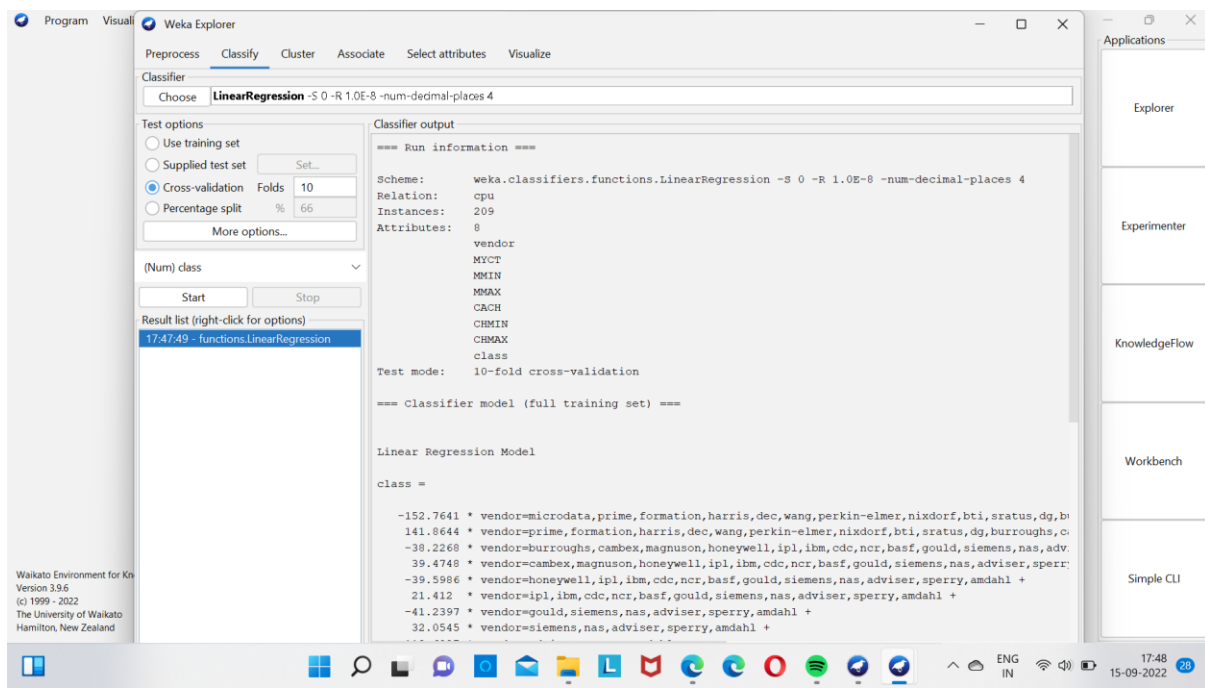 Program Visuali
Weka Explorer
Applications
Preprocess Classify Cluster Associate Select attributes Visualize
Classifier
Choose LinearRegression -S 0 -R 1.0E-8 -num-decimal-places 4
Test options
Use training set
Supplied test set Set...
Cross-validation Folds 10
Percentage split % 66
More options...
(Num) class
Start Stop
Result list (right-click for options)
17:47:49 - functions.LinearRegression
Classifier output
=== Run information ===
Scheme: weka.classifiers.functions.LinearRegression -S 0 -R 1.0E-8 -num-decimal-places 4
Relation: cpu
Instances: 209
Attributes: 8
vendor
MYCT
MMIN
MMAX
CACH
CHMIN
CHMAX
class
Test mode: 10-fold cross-validation
=== Classifier model (full training set) ===
Linear Regression Model
class =
-152.7641 * vendor=microdata,prime,formation,harris,dec,wang,perkin-elmer,nixdorf,bti,sratus,dg,bu
141.8644 * vendor=prime,formation,harris,dec,wang,perkin-elmer,nixdorf,bti,sratus,dg,burroughs,ca
-38.2268 * vendor=burroughs,cambex,magnuson,honeywell,ipl,ibm,cdc,ncr,basf,gould,siemens,nas,adv
39.4748 * vendor=cambex,magnuson,honeywell,ipl,ibm,cdc,ncr,basf,gould,siemens,nas,adviser,sperry
-39.5986 * vendor=honeywell,ipl,ibm,cdc,ncr,basf,gould,siemens,nas,adviser,sperry,amdahl +
21.412 * vendor=ipl,ibm,cdc,ncr,basf,gould,siemens,nas,adviser,sperry,amdahl +
-41.2397 * vendor=gould,siemens,nas,adviser,sperry,amdahl +
32.0545 * vendor=siemens,nas,adviser,sperry,amdahl +
Explorer
Experimenter
KnowledgeFlow
Workbench
Simple CLI
Waikato Environment for Kn
Version 3.9.6
(c) 1999 - 2022
The University of Waikato
Hamilton, New Zealand
ENG
IN
17:48
15-09-2022
28